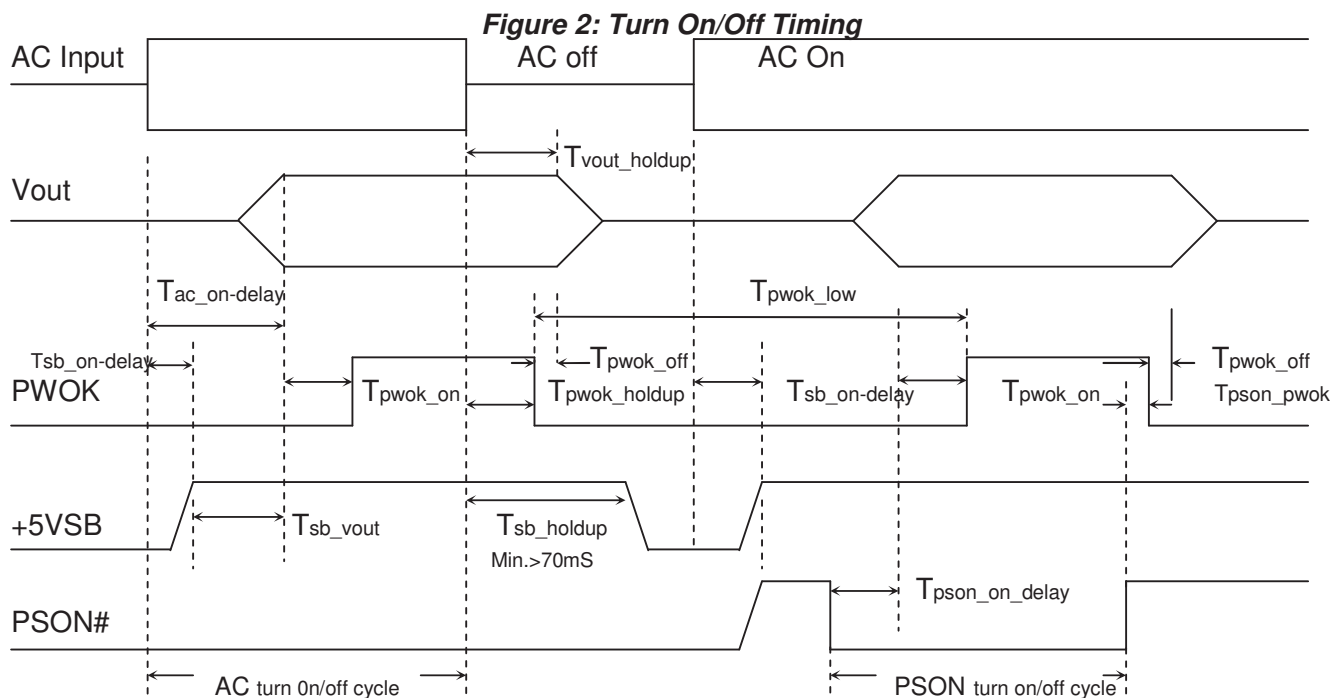 Figure 2: Turn On/Off Timing
AC Input
AC off
AC On
Tvout_holdup
Vout
Tac_on-delay
Tpwok_low
Tsb_on-delay
Tpwok_off
Tpwok_off
PWOK
Tpwok_on
Tpwok_holdup
Tsb_on-delay
Tpwok_on
Tpson_pwok
+5VSB
Tsb_vout
Tsb_holdup
Min.>70mS
Tpson_on_delay
PSON#
AC turn 0n/off cycle
PSON turn on/off cycle